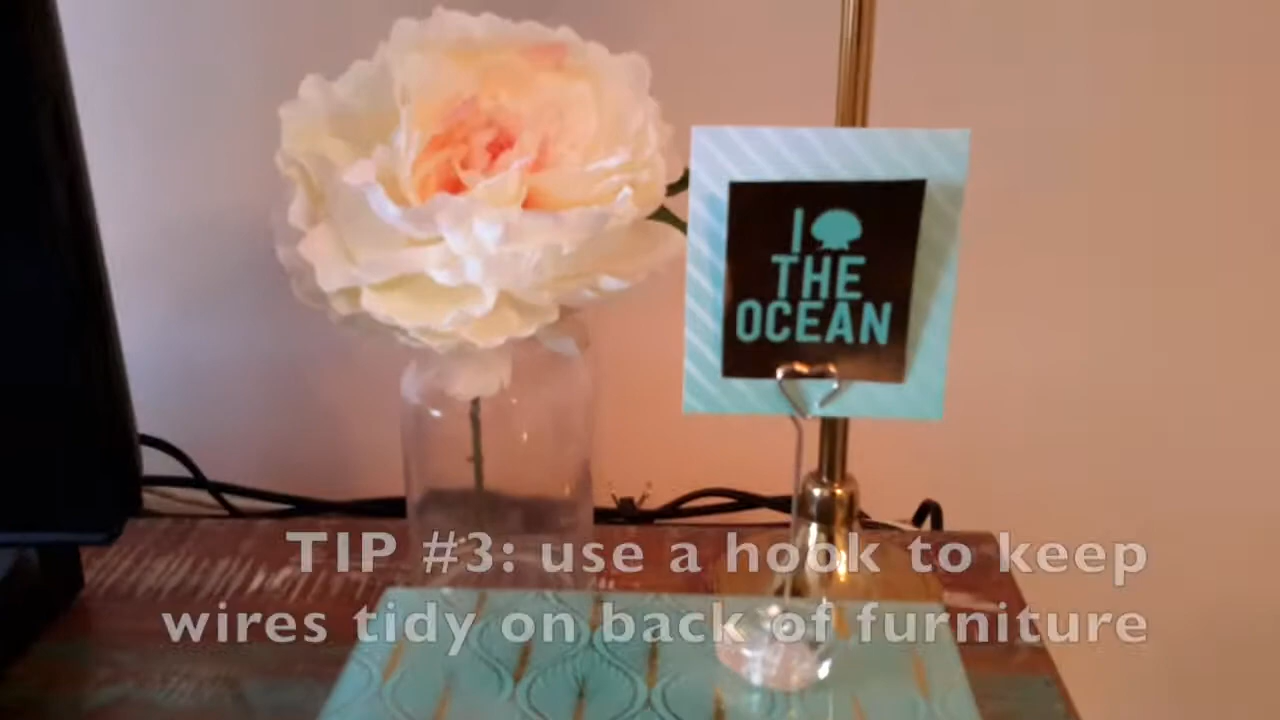 I
THE
OCEAN
TIP #3: use a hook to keep
wires tidy on back of furniture